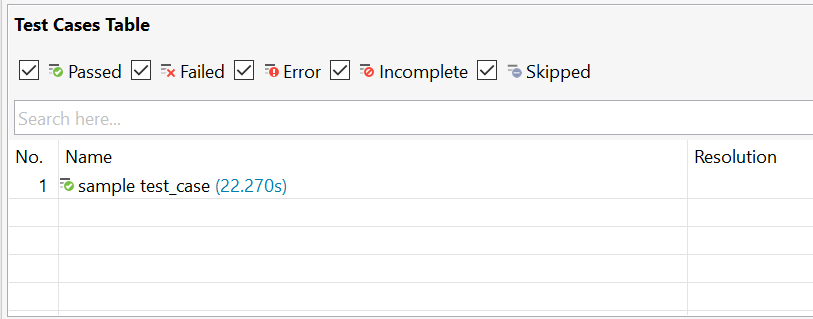 Test Cases Table
Passed Failed Error Incomplete Skipped
Search here...
No. Name Resolution
1 sample test_case (22.270s)